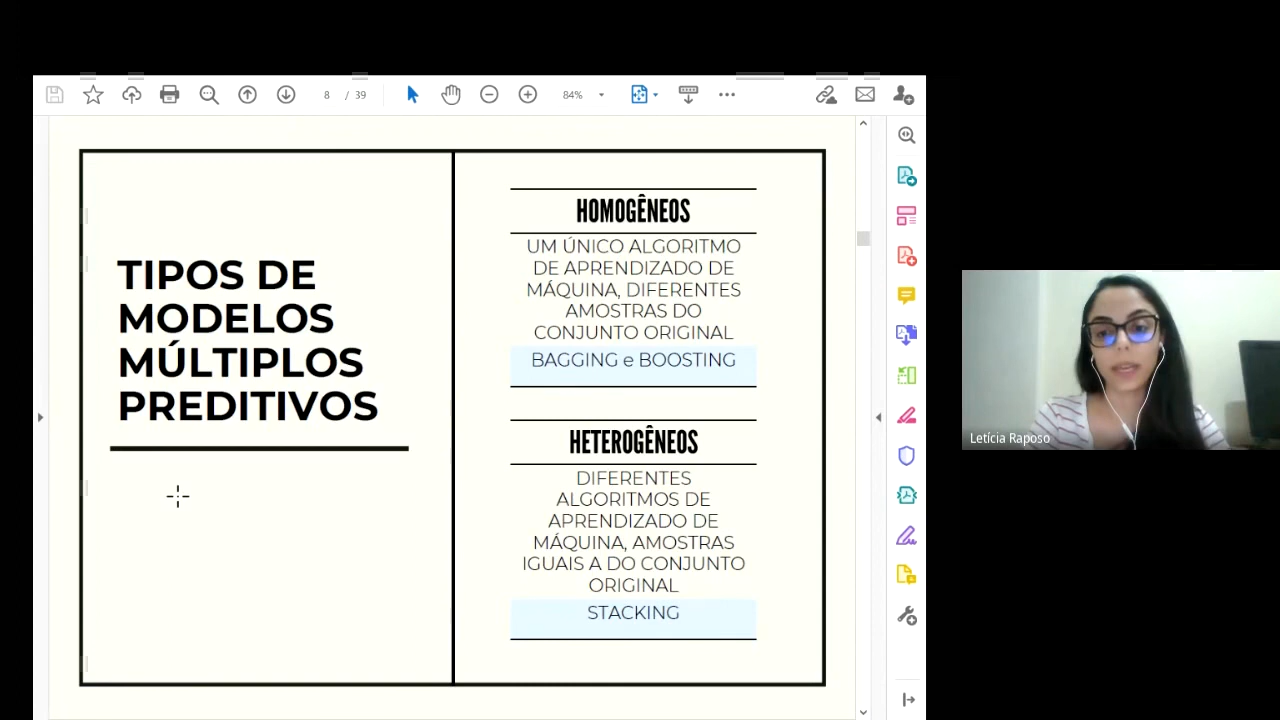 8 / 39
84%
TIPOS DE
MODELOS
MÚLTIPLOS
PREDITIVOS
HOMOGÊNEOS
UM ÚNICO ALGORITMO
DE APRENDIZADO DE
MÁQUINA, DIFERENTES
AMOSTRAS DO
CONJUNTO ORIGINAL
BAGGING e BOOSTING
HETEROGÊNEOS
DIFERENTES
ALGORITMOS DE
APRENDIZADO DE
MÁQUINA, AMOSTRAS
IGUAIS A DO CONJUNTO
ORIGINAL
STACKING
Letícia Raposo